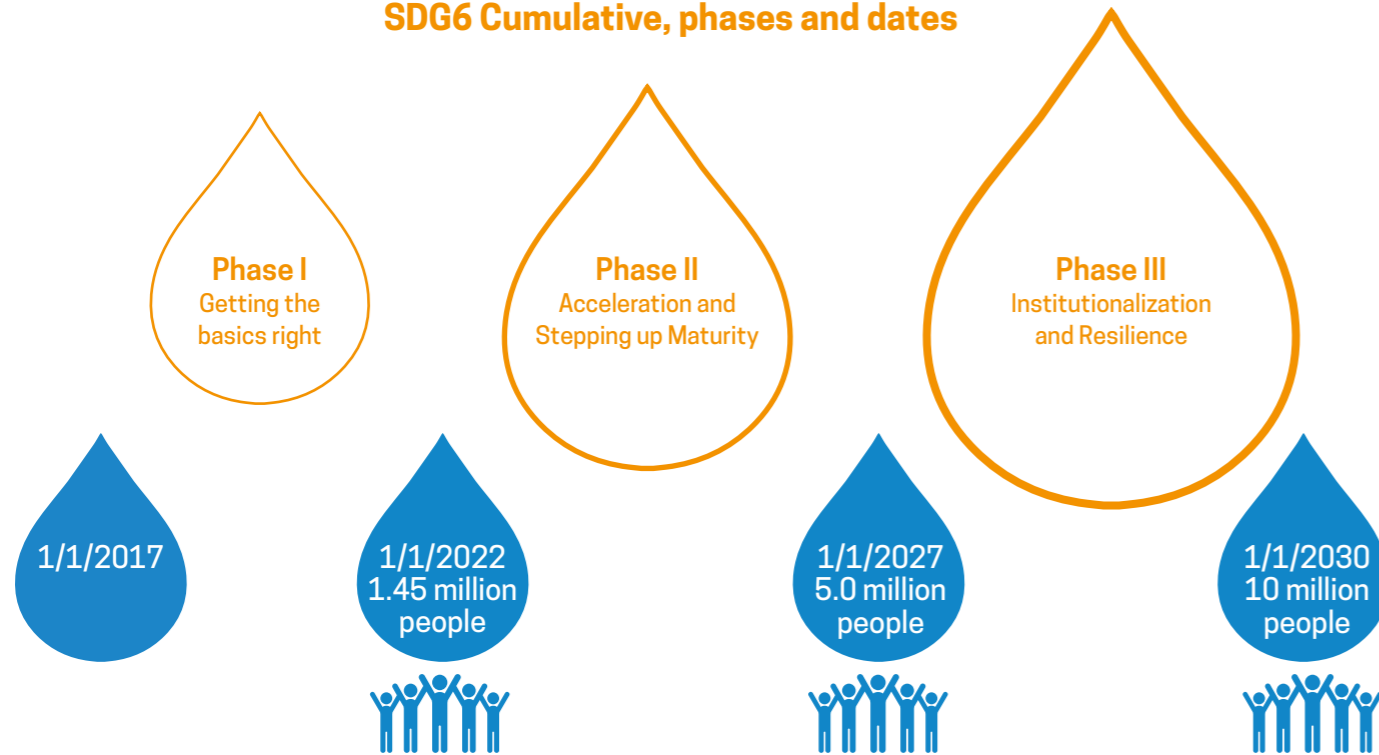 SDG6 Cumulative, phases and dates
Phase I
Getting the
basics right
Phase II
Acceleration and
Stepping up Maturity
Phase III
Institutionalization
and Resilience
1/1/2017
1/1/2022
1.45 million
people
1/1/2027
5.0 million
people
1/1/2030
10 million
people